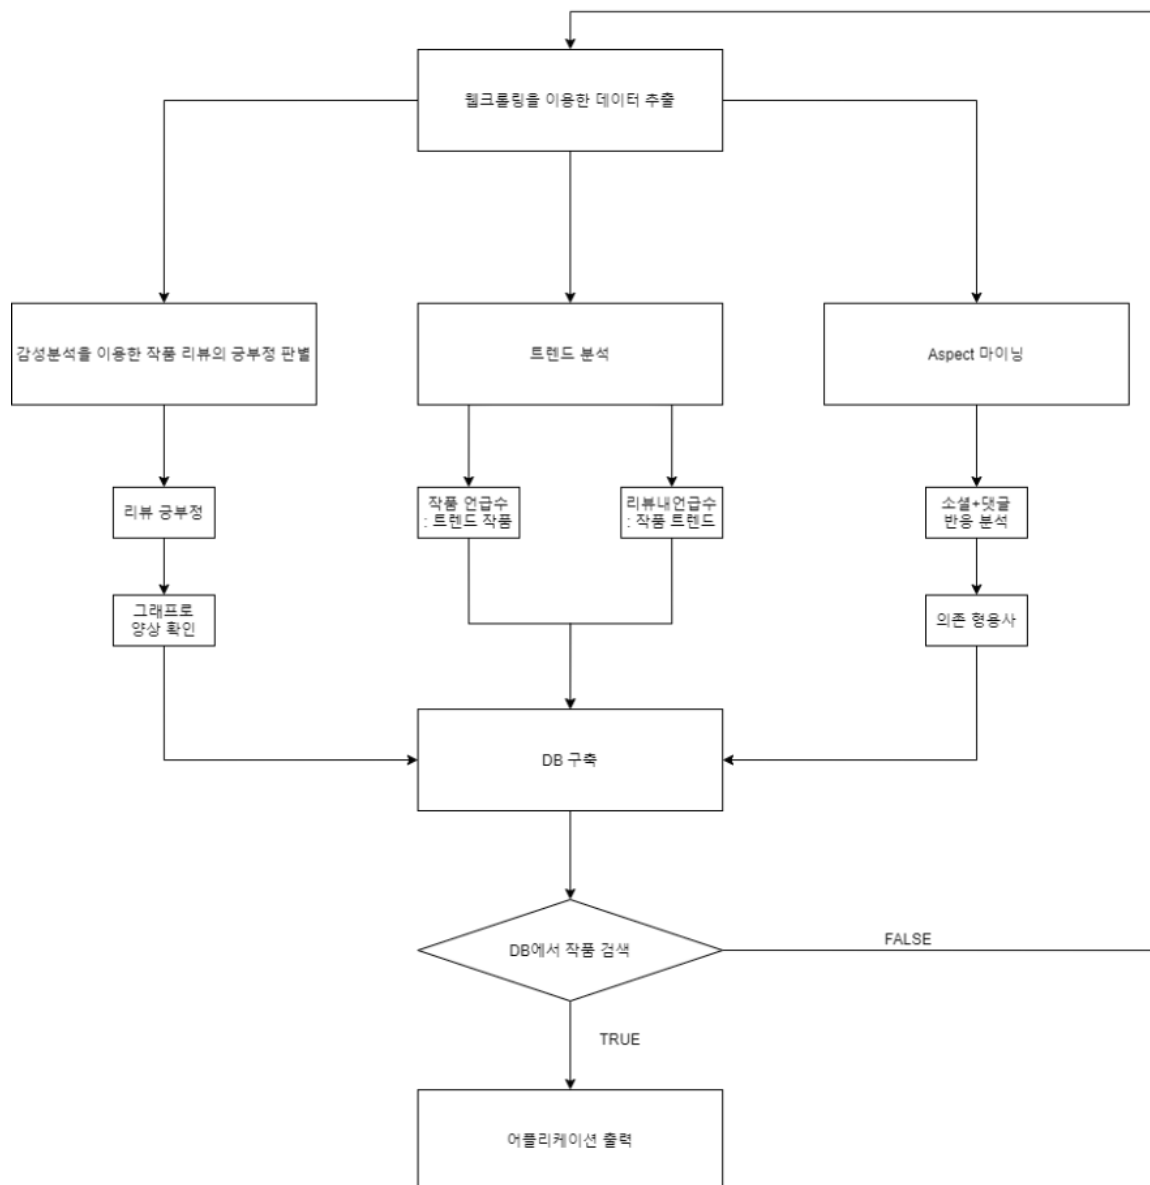 웹크롤링을 이용한 데이터 추출
감성분석을 이용한 작품 리뷰의 긍부정 판별
트렌드 분석
Aspect 마이닝
리뷰 긍부정
작품 언급수
: 트렌드 작품
리뷰내언급수
: 작품 트렌드
소셜+댓글
반응 분석
그래프로
양상 확인
의존 형용사
DB 구축
DB에서 작품 검색
FALSE
TRUE
어플리케이션 출력